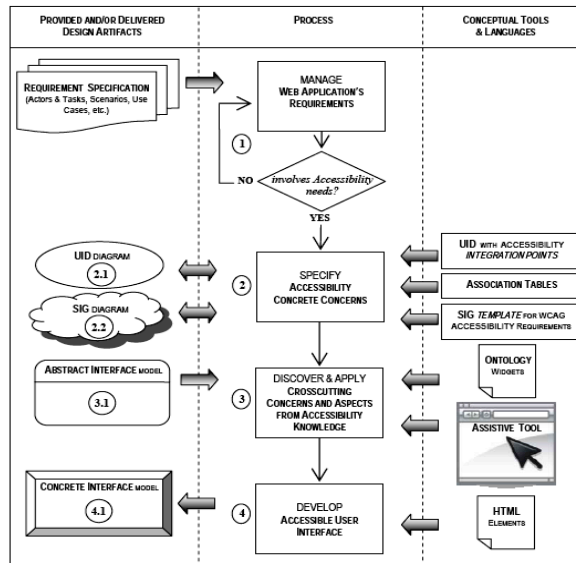 PROVIDED AND/OR DELIVERED
DESIGN ARTIFACTS
PROCESS
CONCEPTUAL TOOLS
& LANGUAGES
REQUIREMENT SPECIFICATION
(Actors & Tasks, Scenarios, Use
Cases, etc.)
MANAGE
WEB APPLICATION'S
REQUIREMENTS
1
NO
involves Accessibility
needs?
YES
UID DIAGRAM
2.1
SIG DIAGRAM
2.2
2
SPECIFY
ACCESSIBILITY
CONCRETE CONCERNS
UID WITH ACCESSIBILITY
INTEGRATION POINTS
ASSOCIATION TABLES
SIG TEMPLATE FOR WCAG
ACCESSIBILITY REQUIREMENTS
ABSTRACT INTERFACE MODEL
3.1
3
DISCOVER & APPLY
CROSSCUTTING
CONCERNS AND ASPECTS
FROM ACCESSIBILITY
KNOWLEDGE
ONTOLOGY
WIDGETS
ASSISTIVE TOOL
CONCRETE INTERFACE MODEL
4.1
4
DEVELOP
ACCESSIBLE USER
INTERFACE
HTML
ELEMENTS